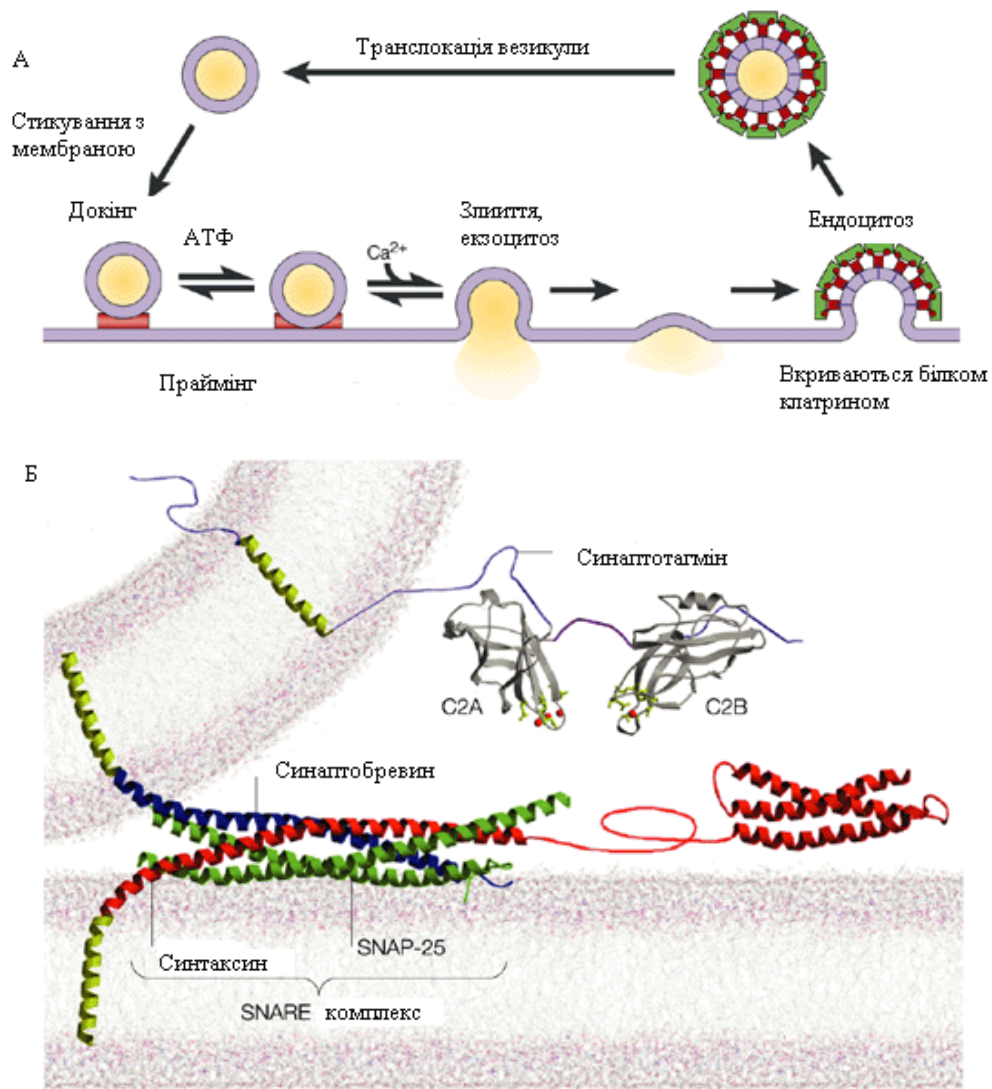 А
Транслокація везикули
Стикування з
мембраною
Докінг
АТФ
Ca²⁺
Злииття,
екзоцитоз
Ендоцитоз
Праймінг
Вкриваються білком
клатрином
Б
Синаптотагмін
C2A
C2B
Синаптобревин
SNAP-25
Синтаксин
SNARE комплекс